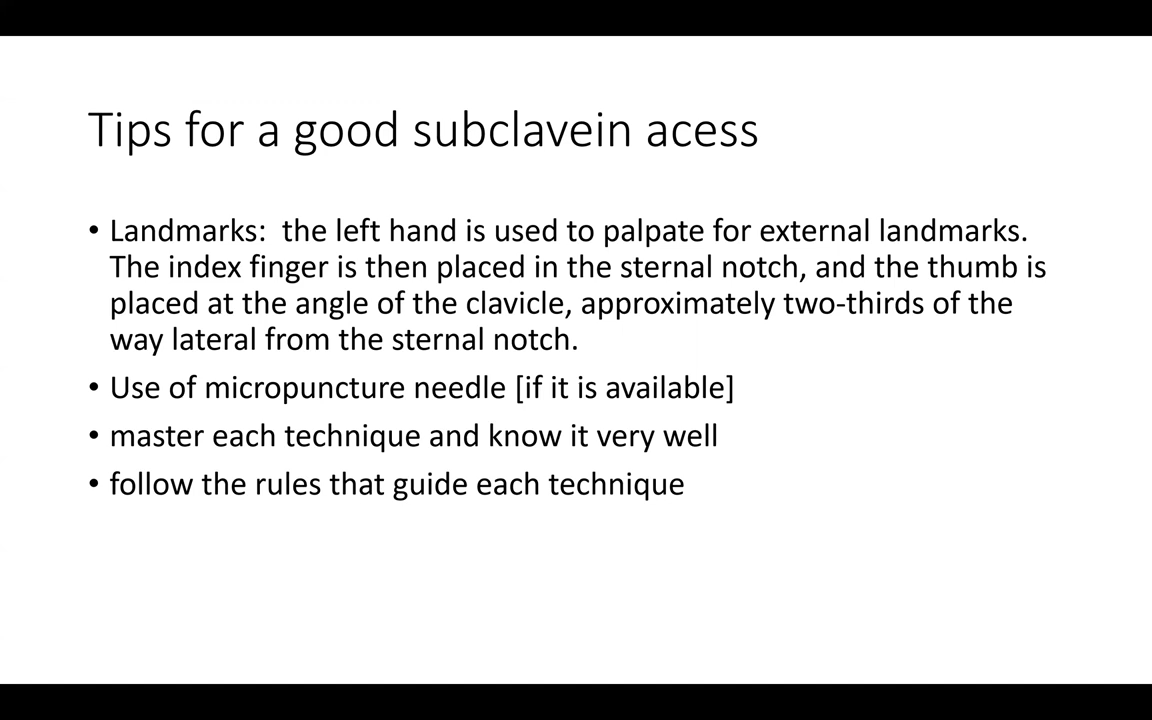 Tips for a good subclavein acess
• Landmarks:  the left hand is used to palpate for external landmarks.
The index finger is then placed in the sternal notch, and the thumb is
placed at the angle of the clavicle, approximately two-thirds of the
way lateral from the sternal notch.
• Use of micropuncture needle [if it is available]
• master each technique and know it very well
• follow the rules that guide each technique